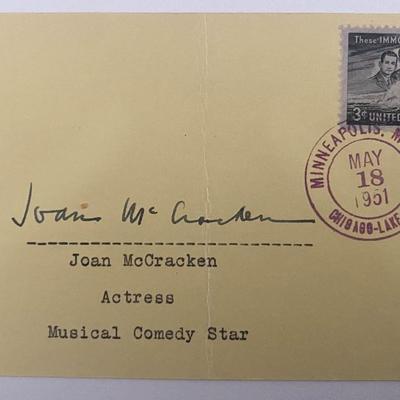 These IMMO
3¢ UNITED
MINNEAPOLIS, M
MAY
18
1951
CHICAGO-LAKE
Joan McCracken
Joan McCracken
Actress
Musical Comedy Star